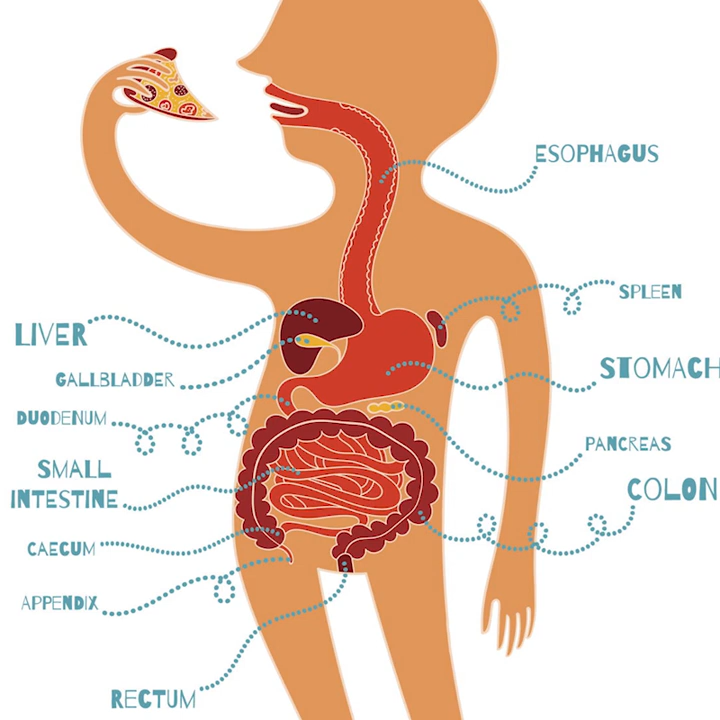 ESOPHAGUS
SPLEEN
LIVER
STOMACH
GALLBLADDER
DUODENUM
PANCREAS
SMALL
INTESTINE
COLON
CAECUM
APPENDIX
RECTUM